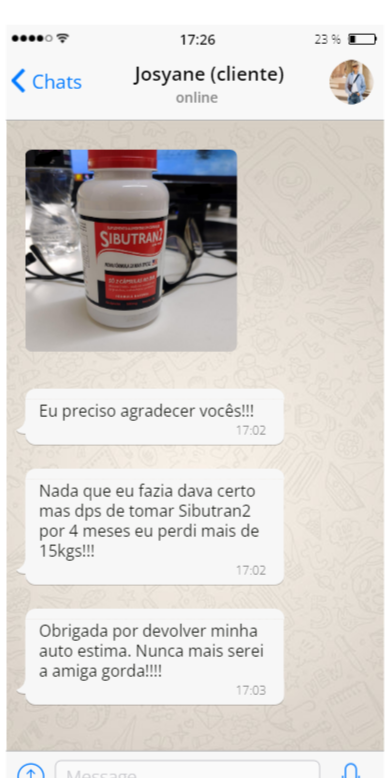 17:26
23 %
Chats
Josyane (cliente)
online
SIBUTRAN2
Eu preciso agradecer vocês!!!
17:02
Nada que eu fazia dava certo
mas dps de tomar Sibutran2
por 4 meses eu perdi mais de
15kgs!!!
17:02
Obrigada por devolver minha
auto estima. Nunca mais serei
a amiga gorda!!!!
17:03
Message